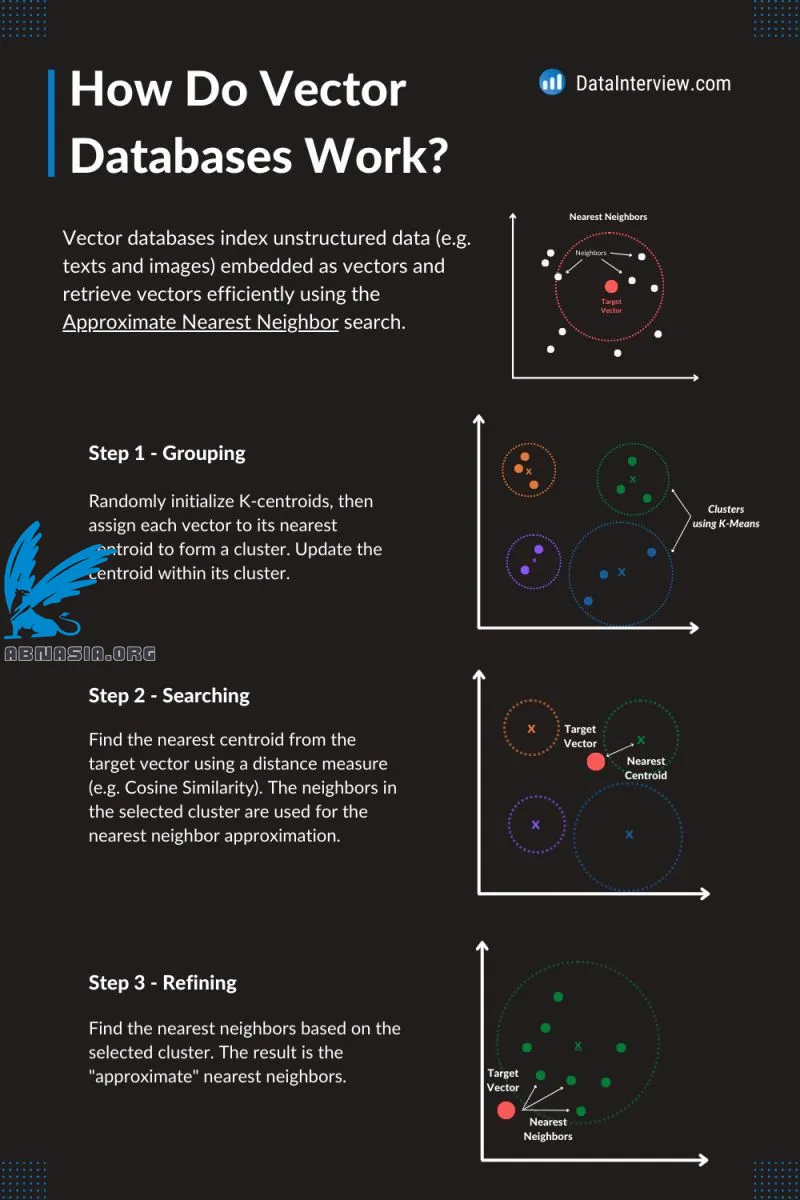 How Do Vector
Databases Work?
DataInterview.com
Vector databases index unstructured data (e.g.
texts and images) embedded as vectors and
retrieve vectors efficiently using the
Approximate Nearest Neighbor search.
Nearest Neighbors
Neighbors
Target
Vector
Step 1 - Grouping
Randomly initialize K-centroids, then
assign each vector to its nearest
centroid to form a cluster. Update the
centroid within its cluster.
x
x
x
x
Clusters
using K-Means
ABNASIA.ORG
Step 2 - Searching
Find the nearest centroid from the
target vector using a distance measure
(e.g. Cosine Similarity). The neighbors in
the selected cluster are used for the
nearest neighbor approximation.
x
Target
Vector
x
Nearest
Centroid
x
x
Step 3 - Refining
Find the nearest neighbors based on the
selected cluster. The result is the
"approximate" nearest neighbors.
x
Target
Vector
Nearest
Neighbors